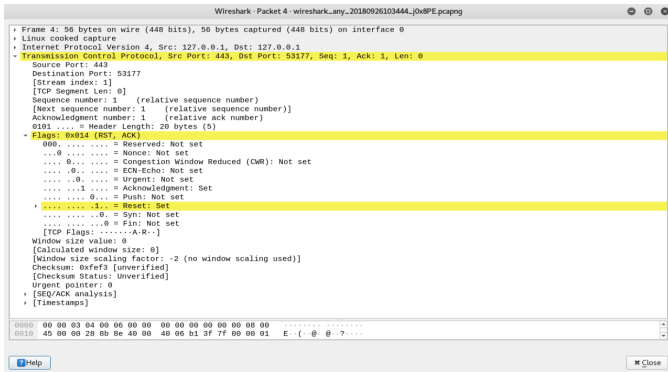 Wireshark · Packet 4 · wireshark_any_20180926103444_j0x8PE.pcapng
Frame 4: 56 bytes on wire (448 bits), 56 bytes captured (448 bits) on interface 0
Linux cooked capture
Internet Protocol Version 4, Src: 127.0.0.1, Dst: 127.0.0.1
Transmission Control Protocol, Src Port: 443, Dst Port: 53177, Seq: 1, Ack: 1, Len: 0
Source Port: 443
Destination Port: 53177
[Stream index: 1]
[TCP Segment Len: 0]
Sequence number: 1 (relative sequence number)
[Next sequence number: 1 (relative sequence number)]
Acknowledgment number: 1 (relative ack number)
0101 .... = Header Length: 20 bytes (5)
Flags: 0x014 (RST, ACK)
000. .... .... = Reserved: Not set
...0 .... .... = Nonce: Not set
.... 0... .... = Congestion Window Reduced (CWR): Not set
.... .0.. .... = ECN-Echo: Not set
.... ..0. .... = Urgent: Not set
.... ...1 .... = Acknowledgment: Set
.... .... 0... = Push: Not set
.... .... .1.. = Reset: Set
.... .... ..0. = Syn: Not set
.... .... ...0 = Fin: Not set
[TCP Flags: ·······A·R··]
Window size value: 0
[Calculated window size: 0]
[Window size scaling factor: -2 (no window scaling used)]
Checksum: 0xfef3 [unverified]
[Checksum Status: Unverified]
Urgent pointer: 0
[SEQ/ACK analysis]
[Timestamps]
0000 00 00 03 04 00 06 00 00 00 00 00 00 00 00 08 00 ········ ········
0010 45 00 00 28 8b 8e 40 00 40 06 b1 3f 7f 00 00 01 E··(··@· @··?····
Help
Close